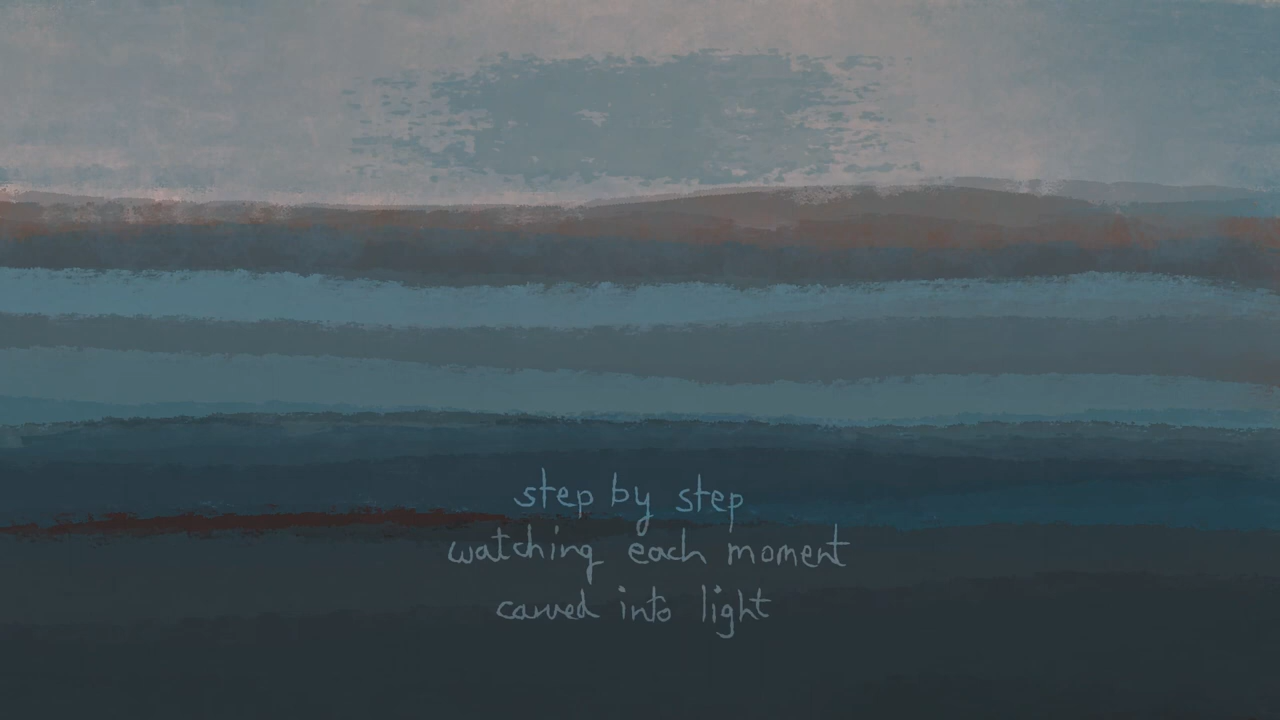 step by step
watching each moment
carved into light